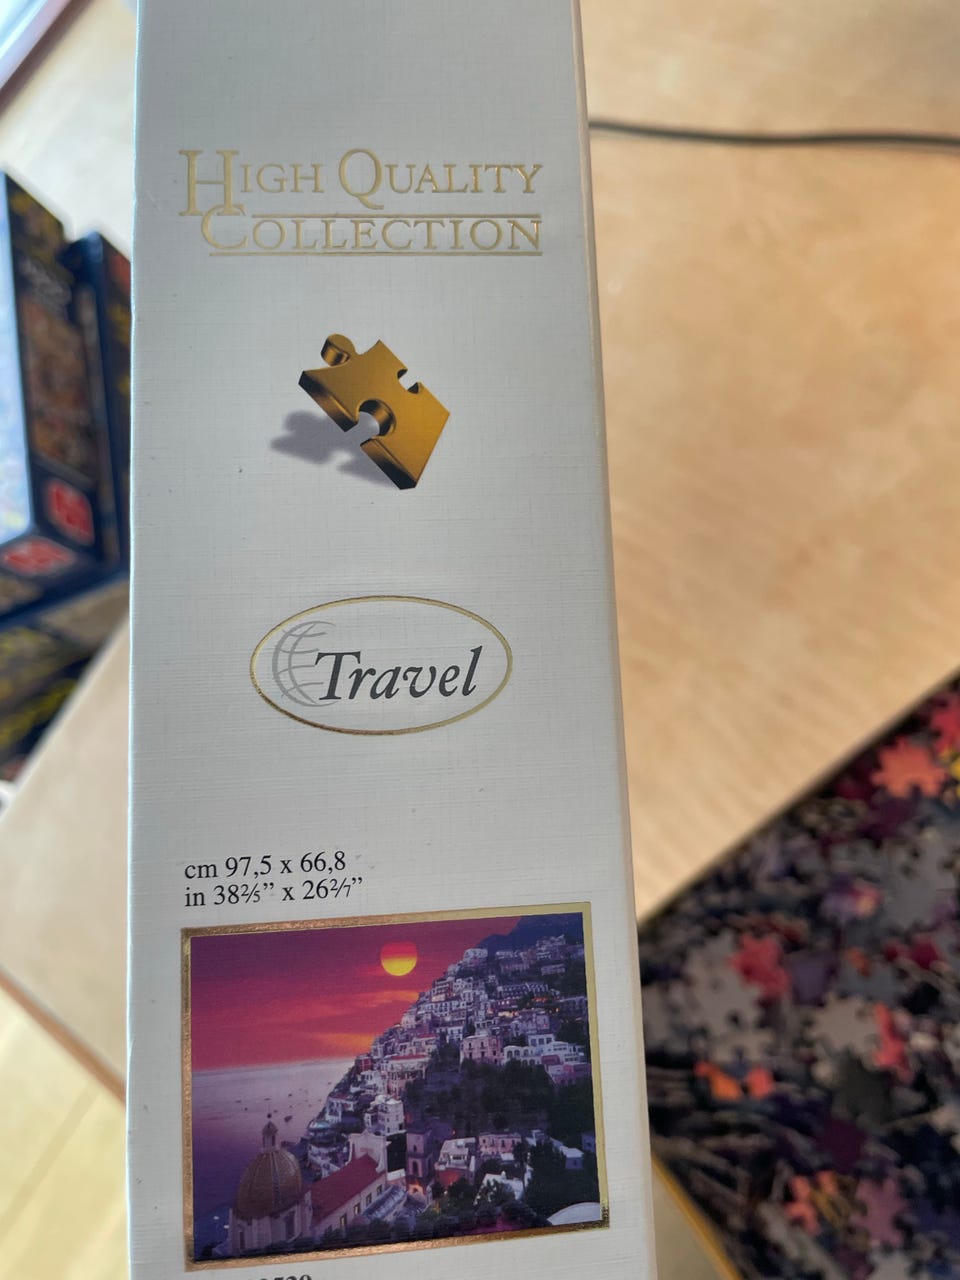 HIGH QUALITY
COLLECTION
Travel
cm 97,5 x 66,8
in 38⅖” x 26²/₇”